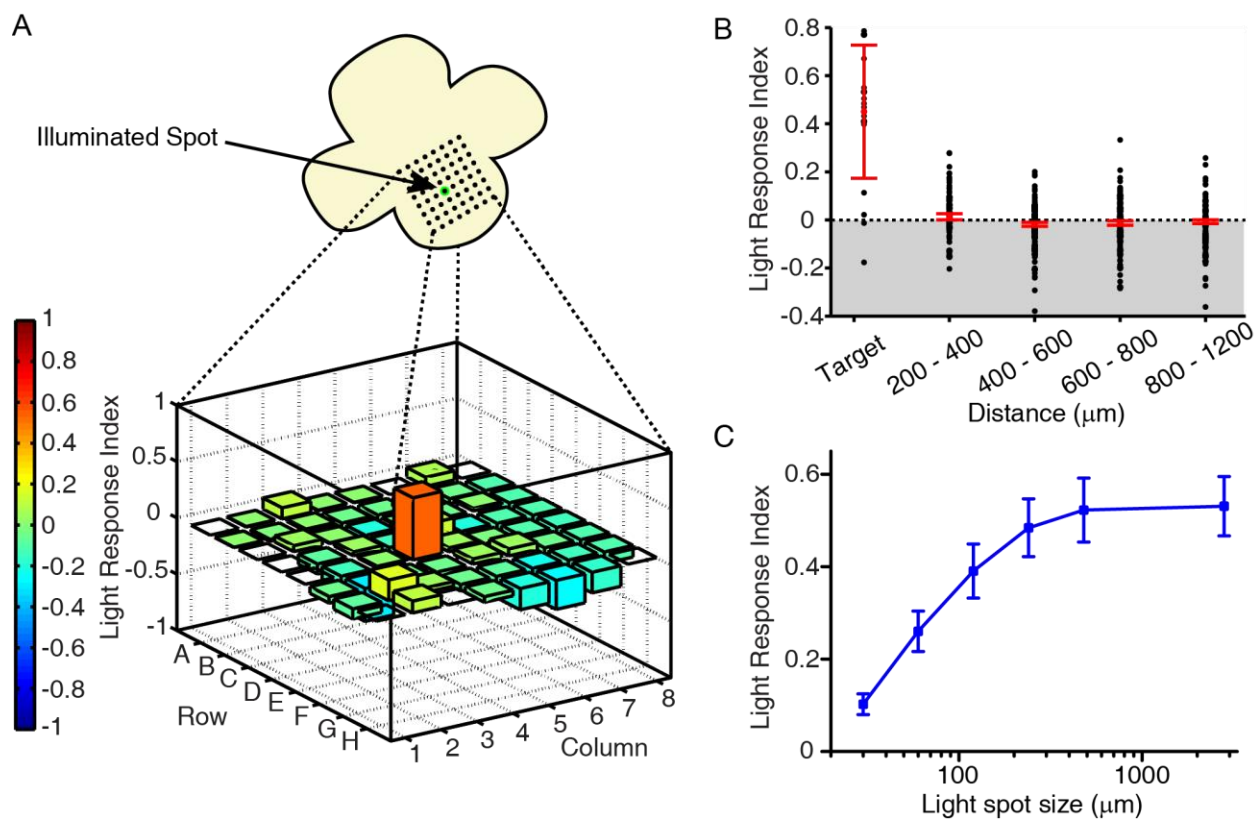 A
Illuminated Spot
1
0.8
0.6
0.4
0.2
0
-0.2
-0.4
-0.6
-0.8
-1
Light Response Index
1
0.5
0
-0.5
-1
A
B
C
D
E
F
G
H
Row
1
2
3
4
5
6
7
8
Column
B
Light Response Index
0.8
0.6
0.4
0.2
0
-0.2
-0.4
Target
200 - 400
400 - 600
600 - 800
800 - 1200
Distance (μm)
C
Light Response Index
0.6
0.4
0.2
0
100
1000
Light spot size (μm)